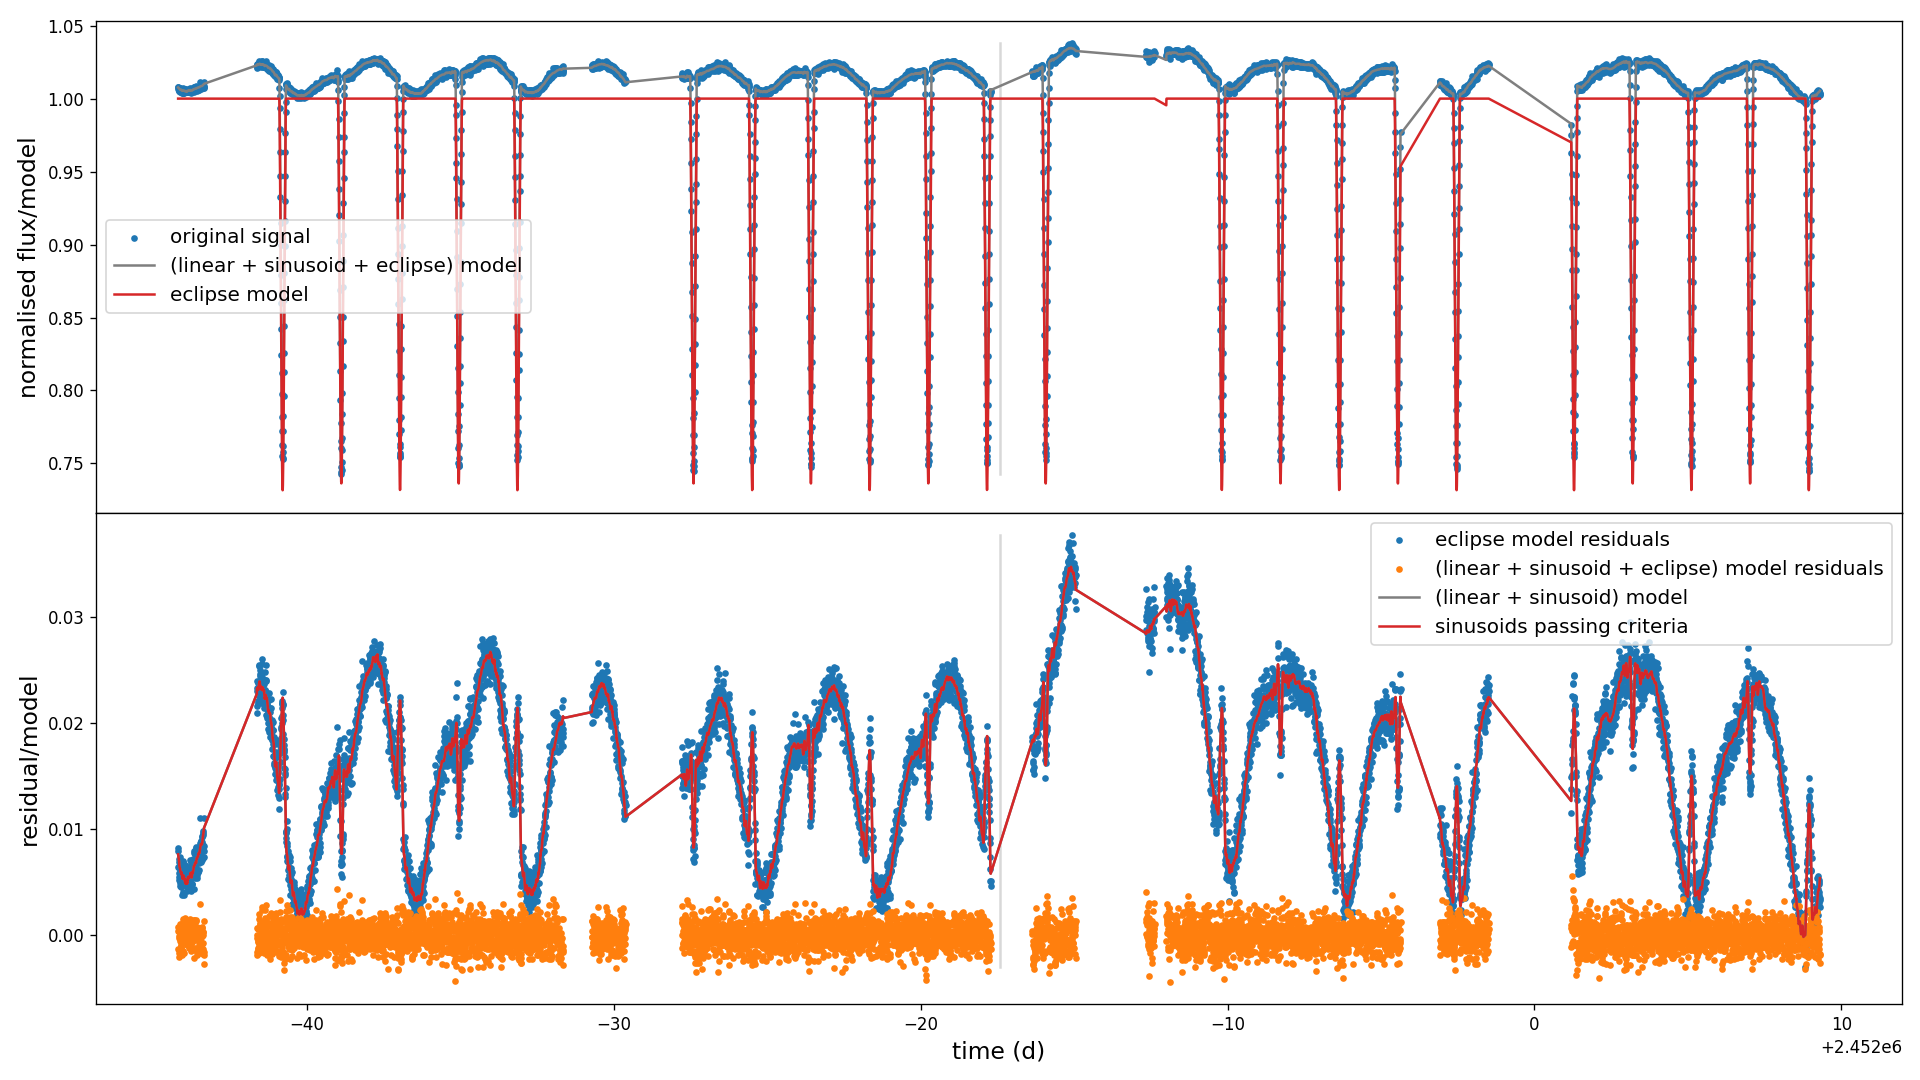 1.05
1.00
0.95
0.90
0.85
0.80
0.75
normalised flux/model
original signal
(linear + sinusoid + eclipse) model
eclipse model
0.03
0.02
0.01
0.00
residual/model
eclipse model residuals
(linear + sinusoid + eclipse) model residuals
(linear + sinusoid) model
sinusoids passing criteria
−40 −30 −20 −10 0 10
time (d)
+2.452e6